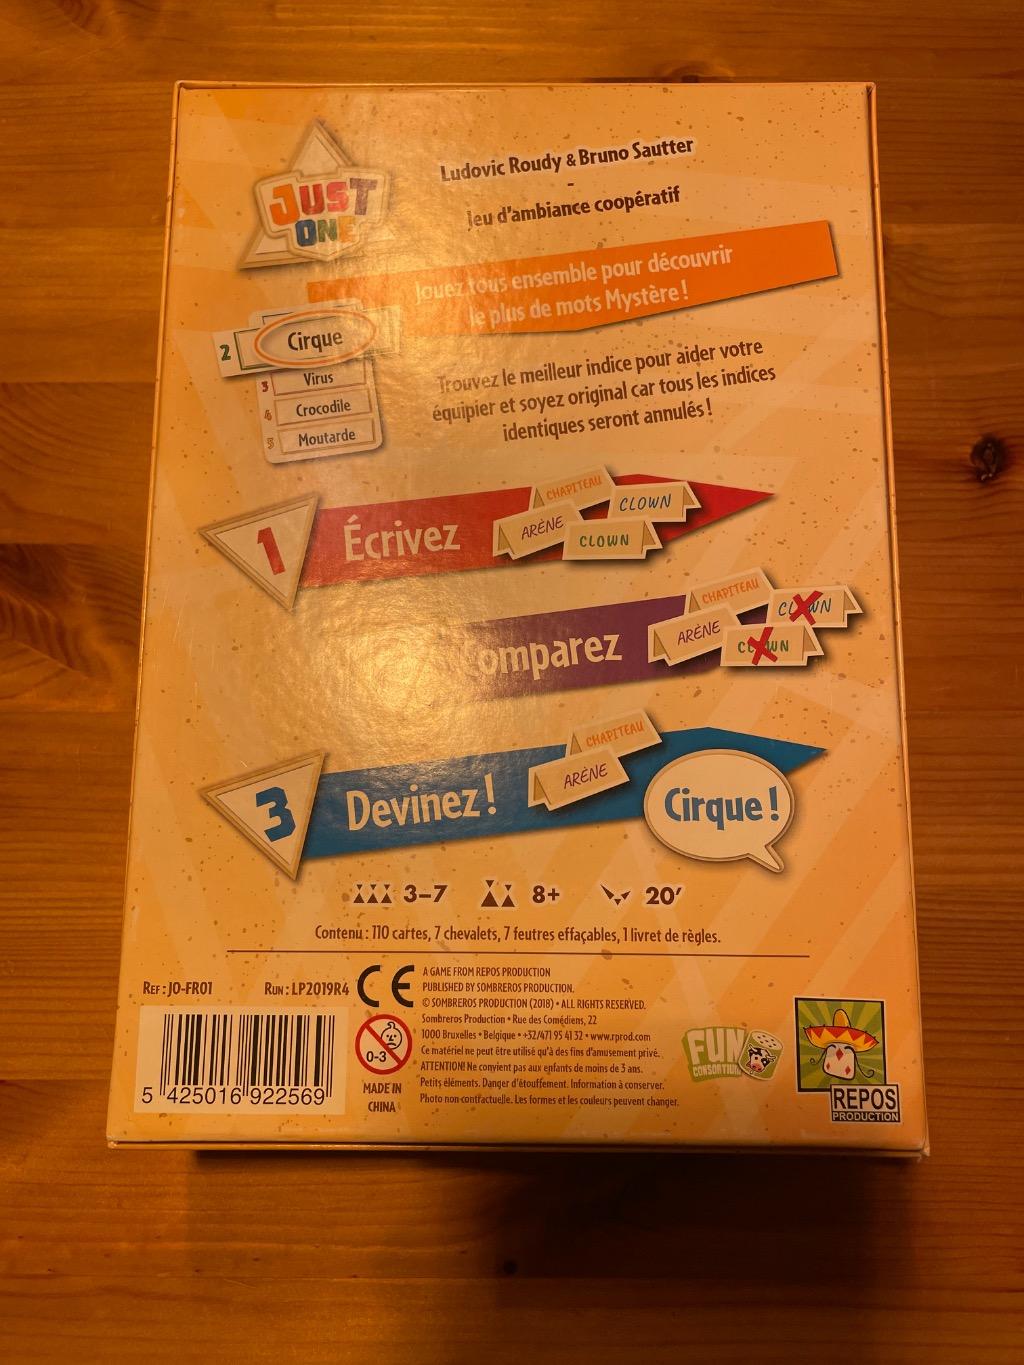 JUST
ONE
Ludovic Roudy & Bruno Sautter
-
Jeu d'ambiance coopératif
Jouez tous ensemble pour découvrir
le plus de mots Mystère !
2 Cirque
3 Virus
4 Crocodile
5 Moutarde
Trouvez le meilleur indice pour aider votre
équipier et soyez original car tous les indices
identiques seront annulés !
1 Écrivez
CHAPITEAU
CLOWN
ARÈNE
CLOWN
Comparez
CHAPITEAU
CLOWN
ARÈNE
CLOWN
3 Devinez !
CHAPITEAU
ARÈNE
Cirque !
3-7 8+ 20'
Contenu : 110 cartes, 7 chevalets, 7 feutres effaçables, 1 livret de règles.
REF : JO-FR01 RUN : LP2019R4
CE
A GAME FROM REPOS PRODUCTION
PUBLISHED BY SOMBREROS PRODUCTION.
© SOMBREROS PRODUCTION (2018) • ALL RIGHTS RESERVED.
Sombreros Production • Rue des Comédiens, 22
1000 Bruxelles • Belgique • +32/471 95 41 32 • www.rprod.com
Ce matériel ne peut être utilisé qu'à des fins d'amusement privé.
ATTENTION! Ne convient pas aux enfants de moins de 3 ans.
Petits éléments. Danger d'étouffement. Information à conserver.
Photo non contractuelle. Les formes et les couleurs peuvent changer.
0-3
MADE IN
CHINA
5 425016 922569
FUN
CONSORTIUM
REPOS
PRODUCTION